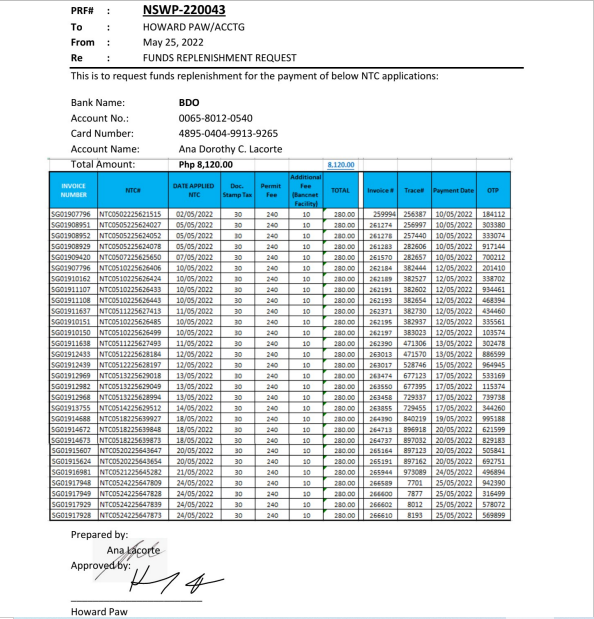 PRF# : NSWP-220043
To : HOWARD PAW/ACCTG
From : May 25, 2022
Re : FUNDS REPLENISHMENT REQUEST
This is to request funds replenishment for the payment of below NTC applications:
Bank Name: BDO
Account No.: 0065-8012-0540
Card Number: 4895-0404-9913-9265
Account Name: Ana Dorothy C. Lacorte
Total Amount: Php 8,120.00 8,120.00
INVOICE NUMBER NTC# DATE APPLIED NTC Doc. Stamp Tax Permit Fee Additional Fee (Bancnet Facility) TOTAL Invoice # Trace# Payment Date OTP
SG01907796 NTC0502225621515 02/05/2022 30 240 10 280.00 259994 256387 10/05/2022 184112
SG01908951 NTC0505225624027 05/05/2022 30 240 10 280.00 261274 256997 10/05/2022 303380
SG01908952 NTC0505225624052 05/05/2022 30 240 10 280.00 261278 257440 10/05/2022 333074
SG01908929 NTC0505225624078 05/05/2022 30 240 10 280.00 261283 282606 10/05/2022 917144
SG01909420 NTC0507225625650 07/05/2022 30 240 10 280.00 261570 282657 10/05/2022 700212
SG01907796 NTC0510225626406 10/05/2022 30 240 10 280.00 262184 382444 12/05/2022 201410
SG01910162 NTC0510225626424 10/05/2022 30 240 10 280.00 262189 382527 12/05/2022 338702
SG01911107 NTC0510225626433 10/05/2022 30 240 10 280.00 262191 382602 12/05/2022 934461
SG01911108 NTC0510225626443 10/05/2022 30 240 10 280.00 262193 382654 12/05/2022 468394
SG01911637 NTC0511225627413 11/05/2022 30 240 10 280.00 262371 382730 12/05/2022 434460
SG01910151 NTC0510225626485 10/05/2022 30 240 10 280.00 262195 382937 12/05/2022 335561
SG01910150 NTC0510225626499 10/05/2022 30 240 10 280.00 262197 383023 12/05/2022 103574
SG01911638 NTC0511225627493 11/05/2022 30 240 10 280.00 262390 471306 13/05/2022 302478
SG01912433 NTC0512225628184 12/05/2022 30 240 10 280.00 263013 471570 13/05/2022 886599
SG01912439 NTC0512225628197 12/05/2022 30 240 10 280.00 263017 528746 15/05/2022 964945
SG01912969 NTC0513225629018 13/05/2022 30 240 10 280.00 263474 677123 17/05/2022 533169
SG01912982 NTC0513225629049 13/05/2022 30 240 10 280.00 263550 677395 17/05/2022 115374
SG01912968 NTC0513225628994 13/05/2022 30 240 10 280.00 263458 729337 17/05/2022 739738
SG01913755 NTC0514225629512 14/05/2022 30 240 10 280.00 263855 729455 17/05/2022 344260
SG01914688 NTC0518225639927 18/05/2022 30 240 10 280.00 264390 840219 19/05/2022 995188
SG01914672 NTC0518225639848 18/05/2022 30 240 10 280.00 264713 896918 20/05/2022 621599
SG01914673 NTC0518225639873 18/05/2022 30 240 10 280.00 264737 897032 20/05/2022 829183
SG01915607 NTC0520225643647 20/05/2022 30 240 10 280.00 265164 897123 20/05/2022 505841
SG01915624 NTC0520225643654 20/05/2022 30 240 10 280.00 265191 897162 20/05/2022 692751
SG01916981 NTC0521225645282 21/05/2022 30 240 10 280.00 265944 973089 24/05/2022 496894
SG01917948 NTC0524225647809 24/05/2022 30 240 10 280.00 266589 7701 25/05/2022 942390
SG01917949 NTC0524225647828 24/05/2022 30 240 10 280.00 266600 7877 25/05/2022 316499
SG01917929 NTC0524225647839 24/05/2022 30 240 10 280.00 266602 8012 25/05/2022 578072
SG01917928 NTC0524225647873 24/05/2022 30 240 10 280.00 266610 8193 25/05/2022 569899
Prepared by:
Ana Lacorte
Approved by:
Howard Paw